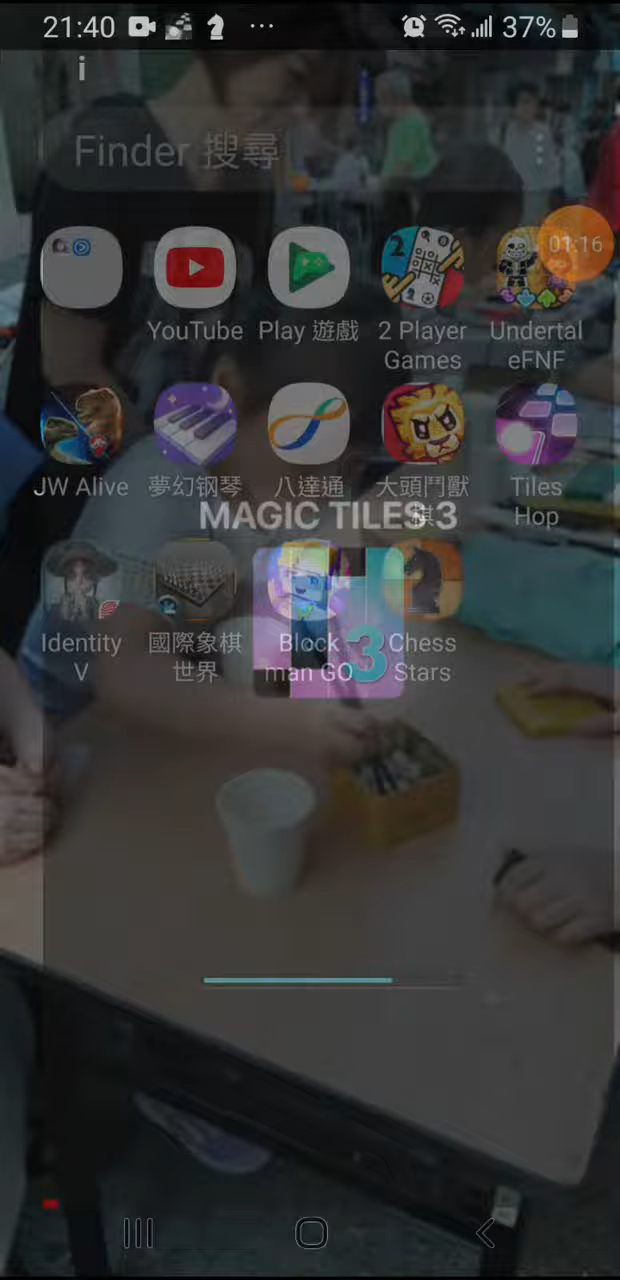 21:40
37%
i
Finder 搜尋
01:16
YouTube
Play 遊戲
2 Player
Games
Undertal
eFNF
JW Alive
夢幻钢琴
八達通
大頭鬥獸
棋
Tiles
Hop
MAGIC TILES 3
Identity
V
國際象棋
世界
Block
man GO
3
Chess
Stars